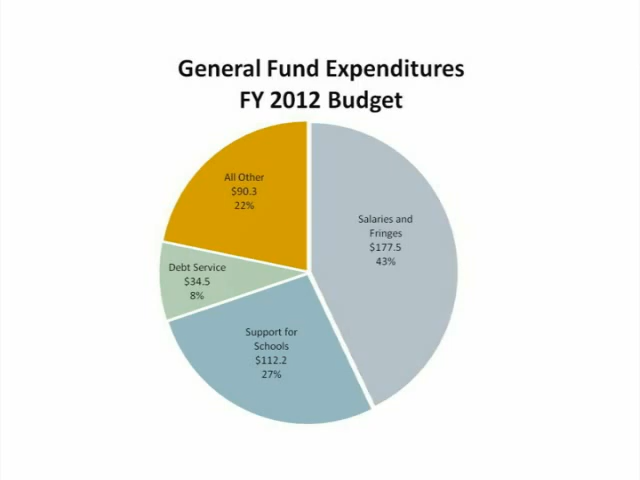 General Fund Expenditures
FY 2012 Budget
All Other
$90.3
22%
Salaries and
Fringes
$177.5
43%
Debt Service
$34.5
8%
Support for
Schools
$112.2
27%